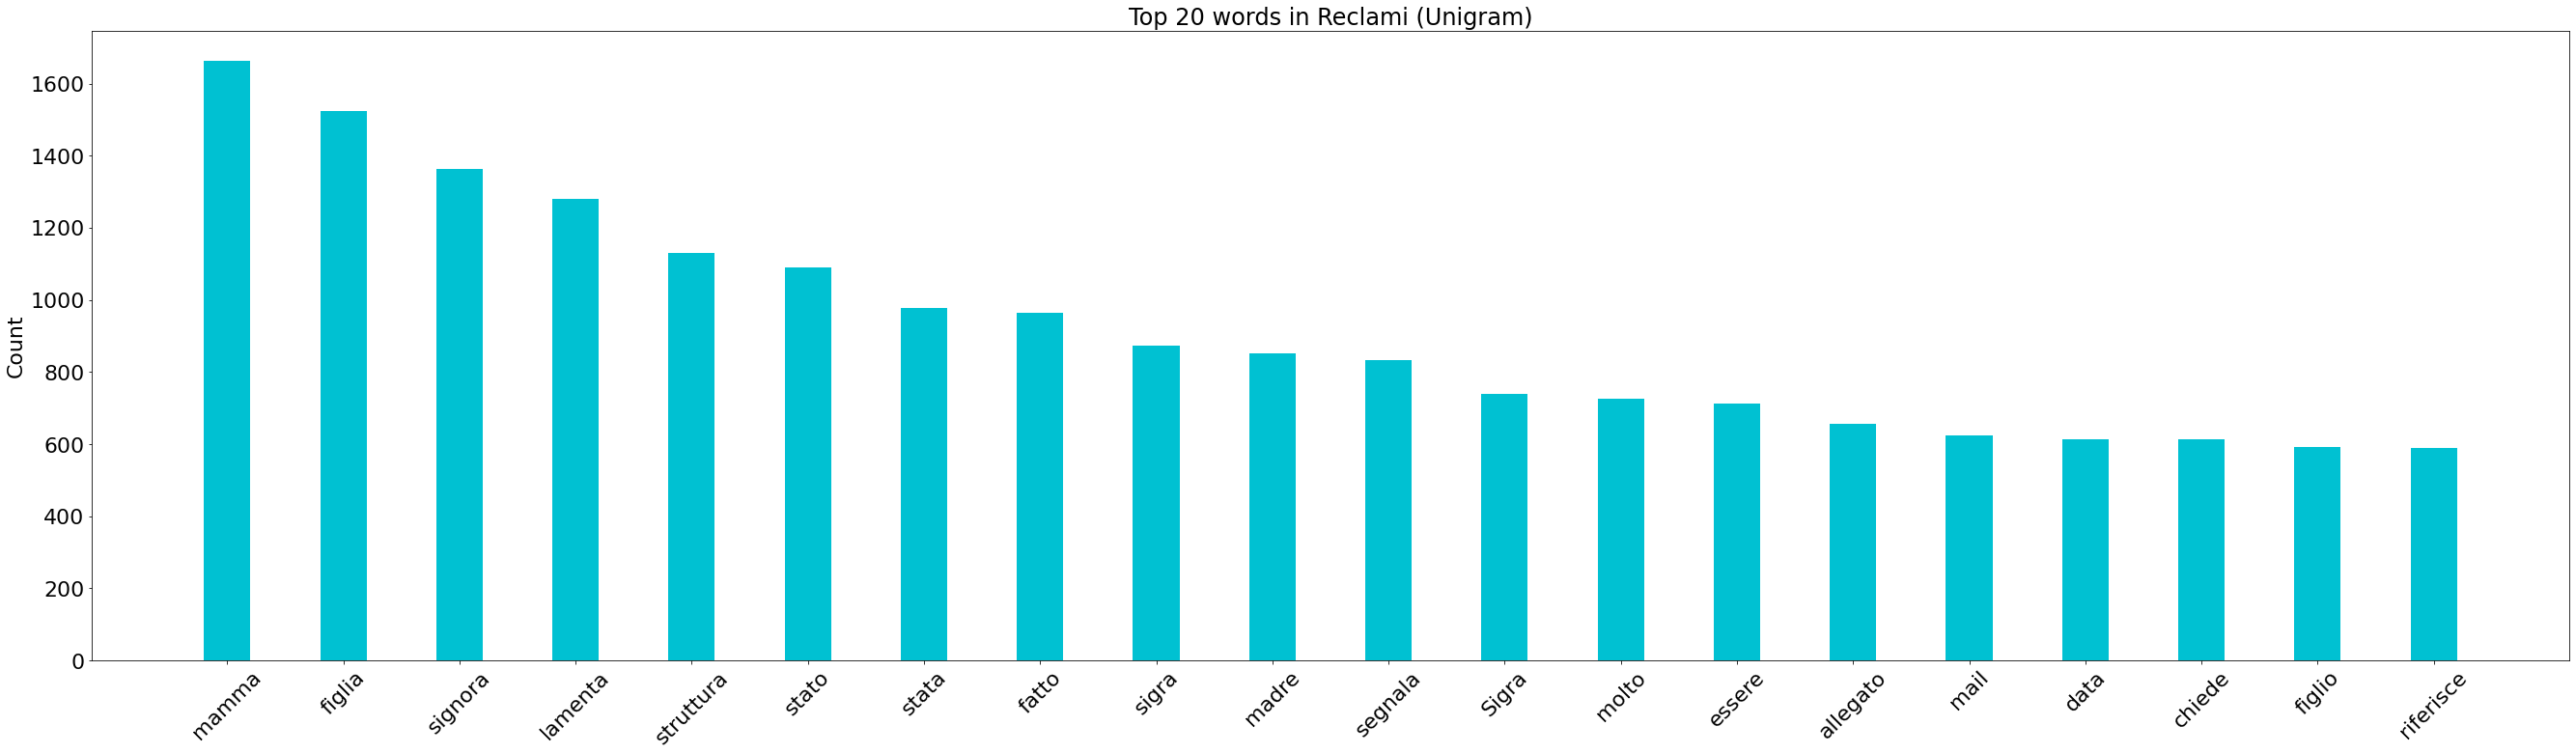 Top 20 words in Reclami (Unigram)
Count
1600
1400
1200
1000
800
600
400
200
0
mamma
figlia
signora
lamenta
struttura
stato
stata
fatto
sigra
madre
segnala
Sigra
molto
essere
allegato
mail
data
chiede
figlio
riferisce